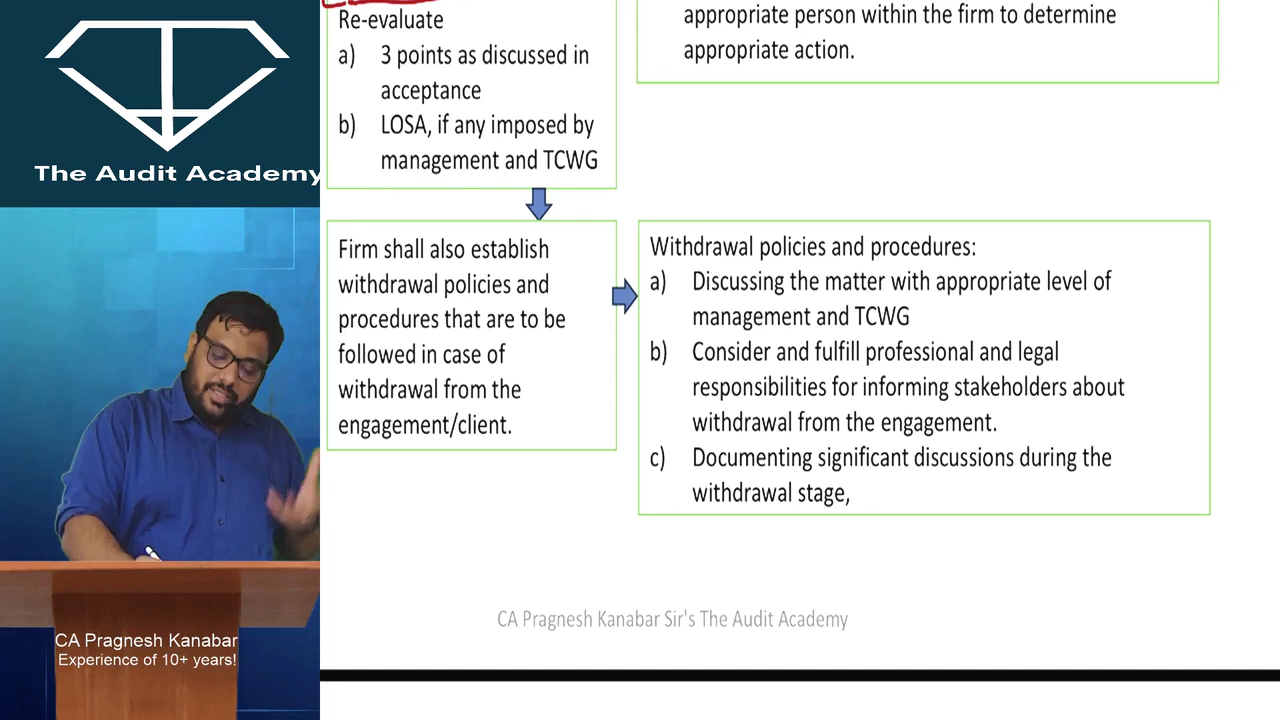 The Audit Academy
CA Pragnesh Kanabar
Experience of 10+ years!
Re-evaluate
a) 3 points as discussed in
acceptance
b) LOSA, if any imposed by
management and TCWG
appropriate person within the firm to determine
appropriate action.
Firm shall also establish
withdrawal policies and
procedures that are to be
followed in case of
withdrawal from the
engagement/client.
Withdrawal policies and procedures:
a) Discussing the matter with appropriate level of
management and TCWG
b) Consider and fulfill professional and legal
responsibilities for informing stakeholders about
withdrawal from the engagement.
c) Documenting significant discussions during the
withdrawal stage,
CA Pragnesh Kanabar Sir's The Audit Academy